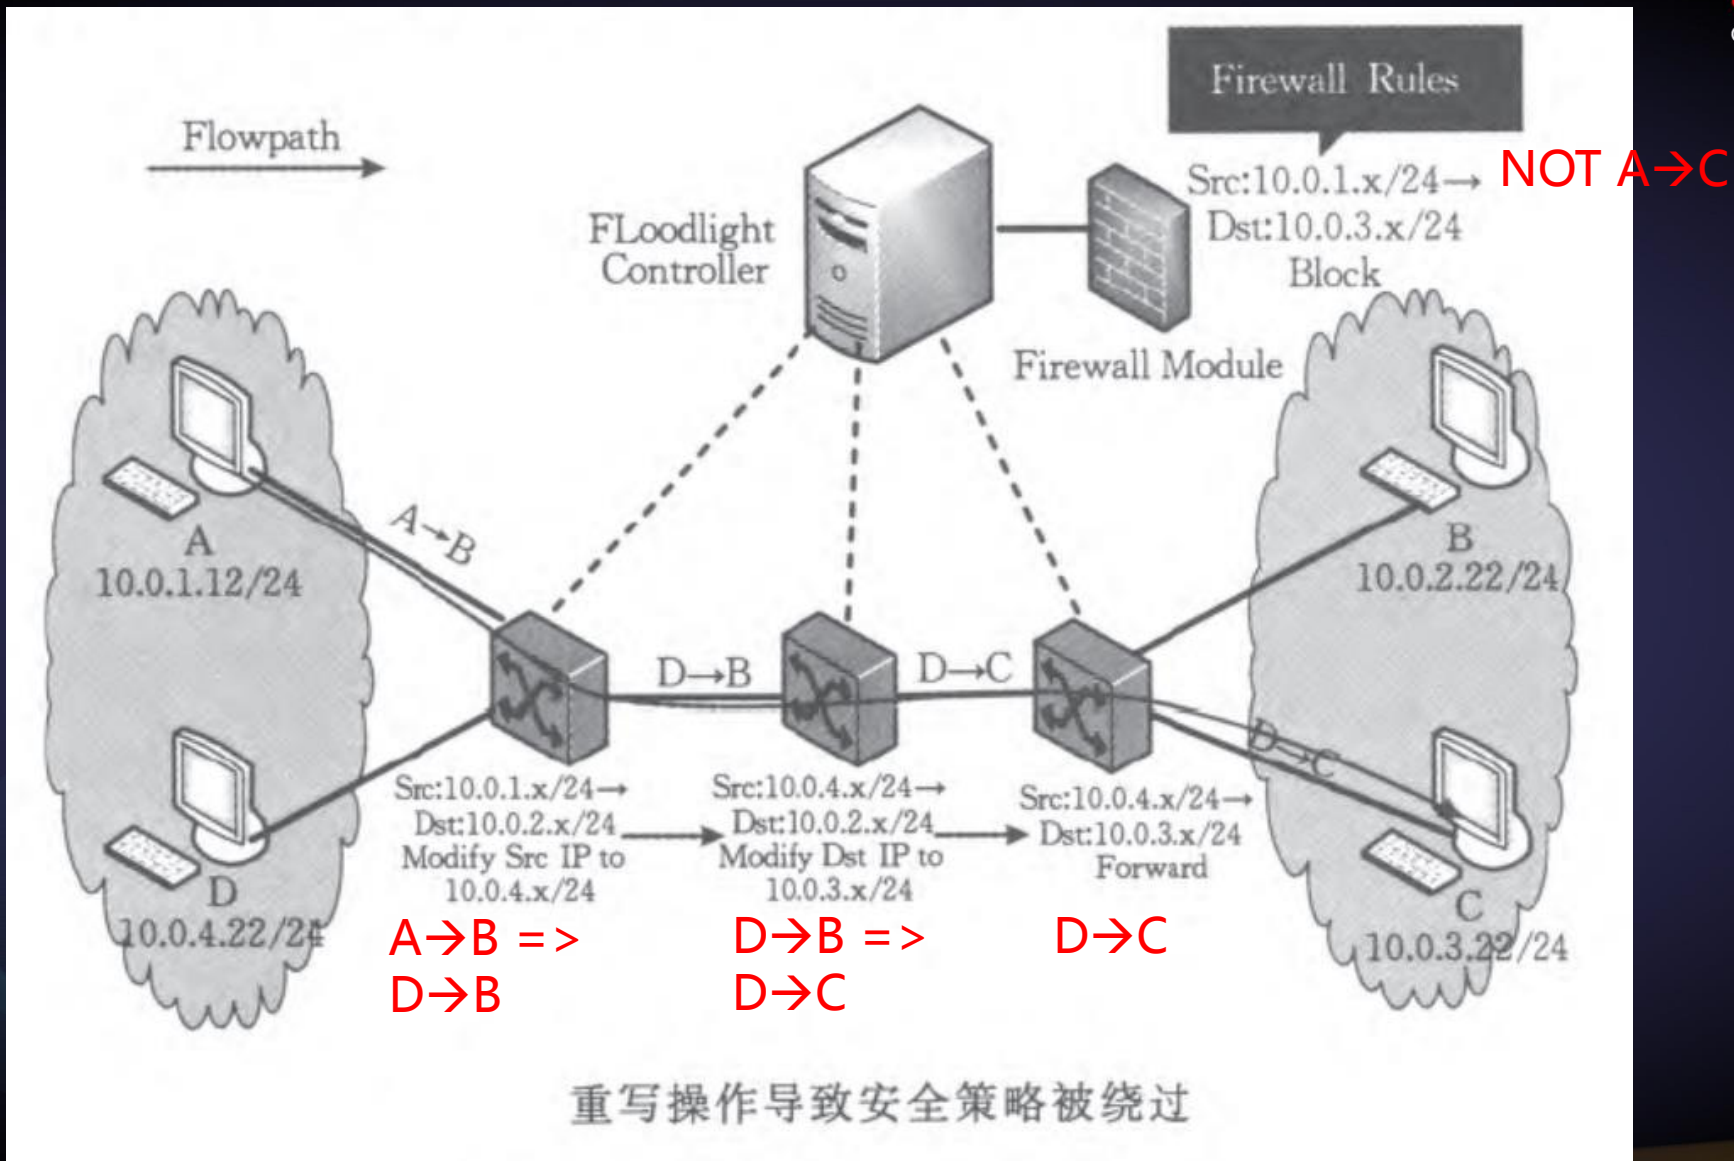 Firewall Rules
Flowpath
Src:10.0.1.x/24→
Dst:10.0.3.x/24
Block
NOT A→C
FLoodlight
Controller
Firewall Module
A
10.0.1.12/24
A→B
B
10.0.2.22/24
D→B
D→C
D→C
D
10.0.4.22/24
C
10.0.3.22/24
Src:10.0.1.x/24→
Dst:10.0.2.x/24
Modify Src IP to
10.0.4.x/24
Src:10.0.4.x/24→
Dst:10.0.2.x/24
Modify Dst IP to
10.0.3.x/24
Src:10.0.4.x/24→
Dst:10.0.3.x/24
Forward
A→B =>
D→B
D→B =>
D→C
D→C
重写操作导致安全策略被绕过